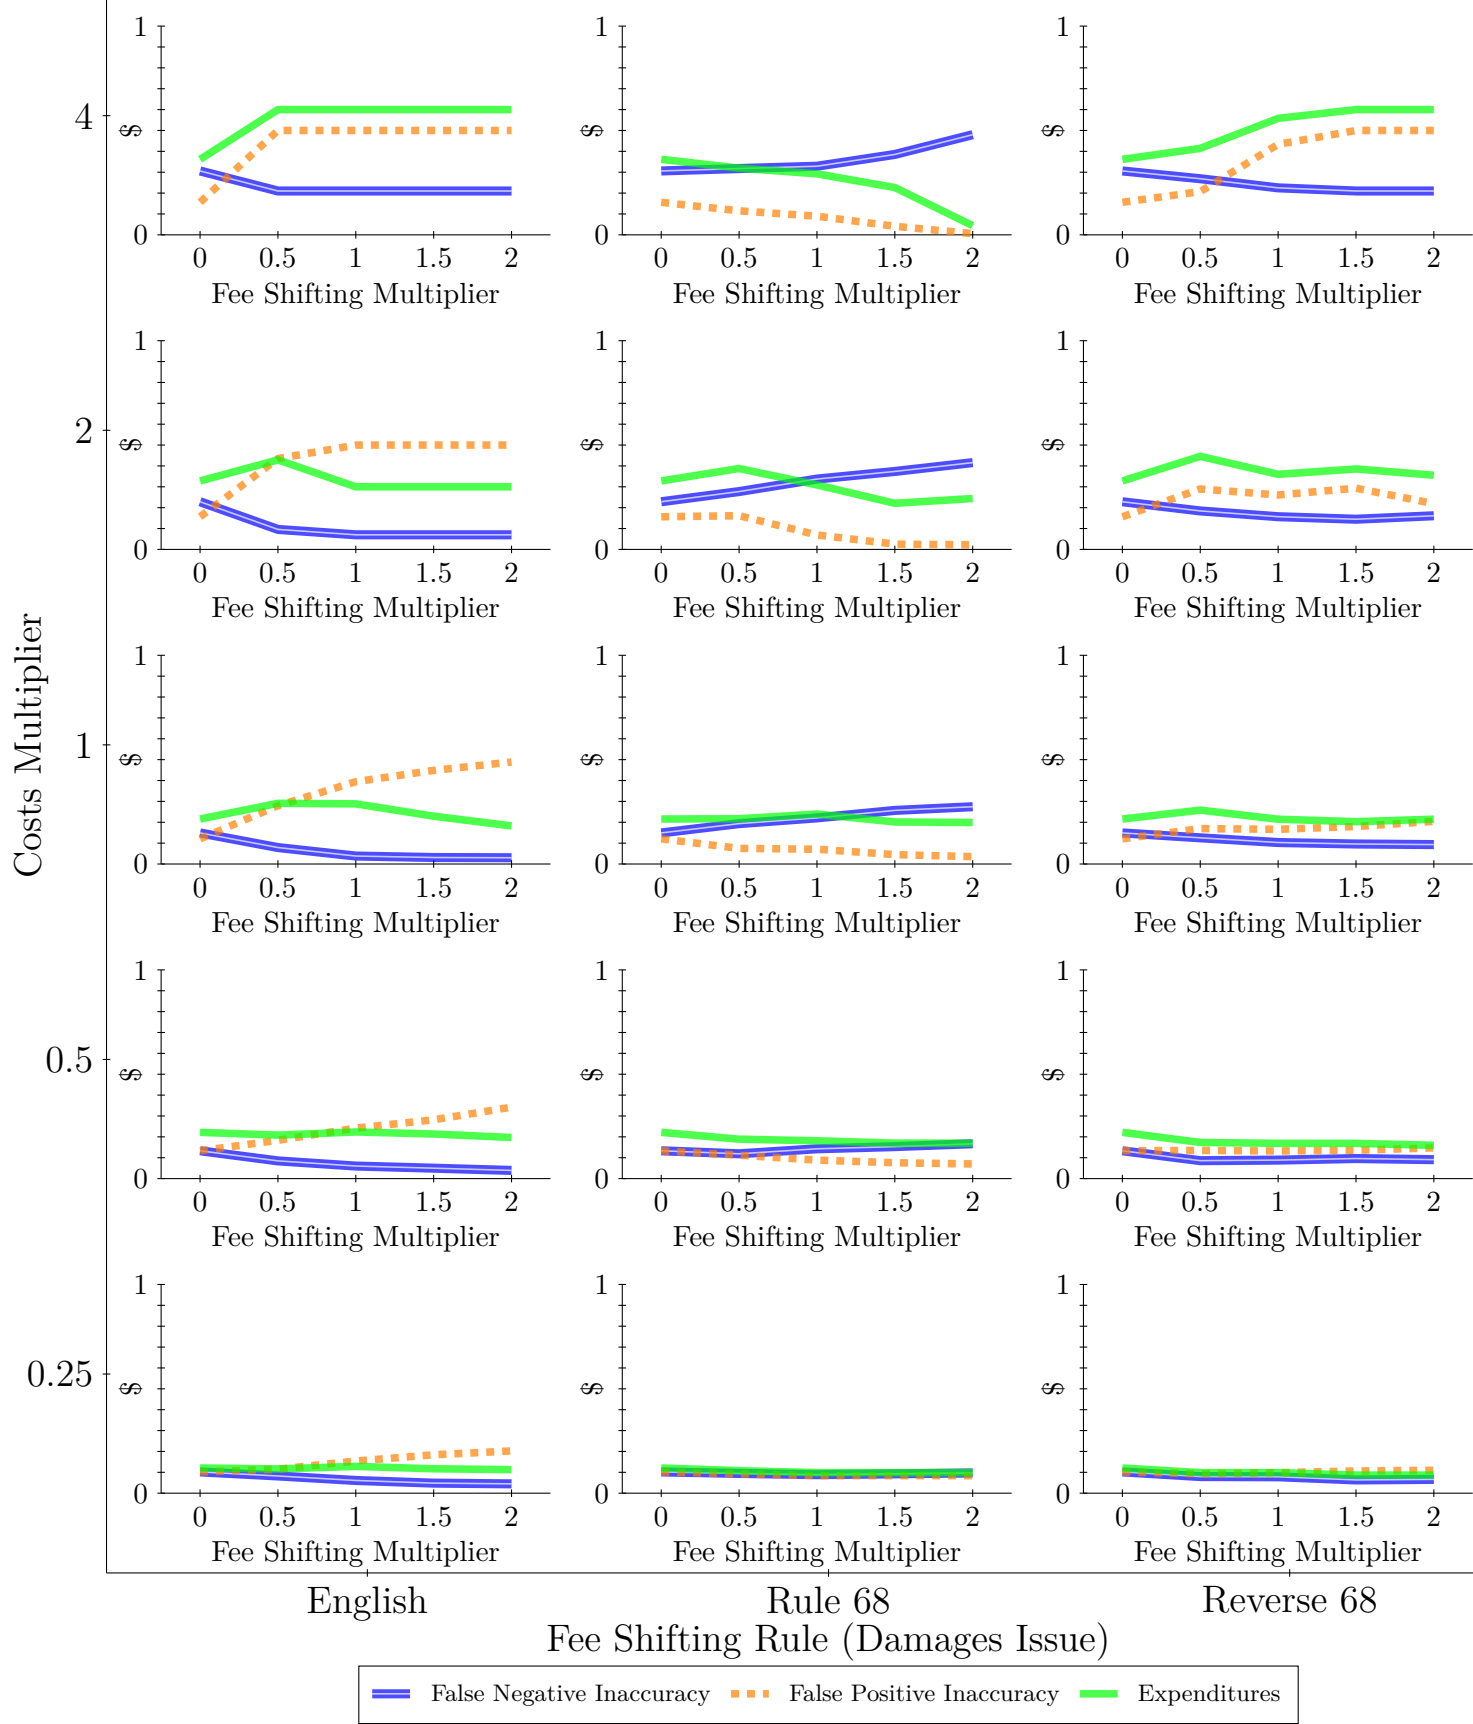 Costs Multiplier
4
1
$
0
0 0.5 1 1.5 2
Fee Shifting Multiplier
1
$
0
0 0.5 1 1.5 2
Fee Shifting Multiplier
1
$
0
0 0.5 1 1.5 2
Fee Shifting Multiplier
2
1
$
0
0 0.5 1 1.5 2
Fee Shifting Multiplier
1
$
0
0 0.5 1 1.5 2
Fee Shifting Multiplier
1
$
0
0 0.5 1 1.5 2
Fee Shifting Multiplier
1
1
$
0
0 0.5 1 1.5 2
Fee Shifting Multiplier
1
$
0
0 0.5 1 1.5 2
Fee Shifting Multiplier
1
$
0
0 0.5 1 1.5 2
Fee Shifting Multiplier
0.5
1
$
0
0 0.5 1 1.5 2
Fee Shifting Multiplier
1
$
0
0 0.5 1 1.5 2
Fee Shifting Multiplier
1
$
0
0 0.5 1 1.5 2
Fee Shifting Multiplier
0.25
1
$
0
0 0.5 1 1.5 2
Fee Shifting Multiplier
1
$
0
0 0.5 1 1.5 2
Fee Shifting Multiplier
1
$
0
0 0.5 1 1.5 2
Fee Shifting Multiplier
English Rule 68 Reverse 68
Fee Shifting Rule (Damages Issue)
False Negative Inaccuracy False Positive Inaccuracy Expenditures